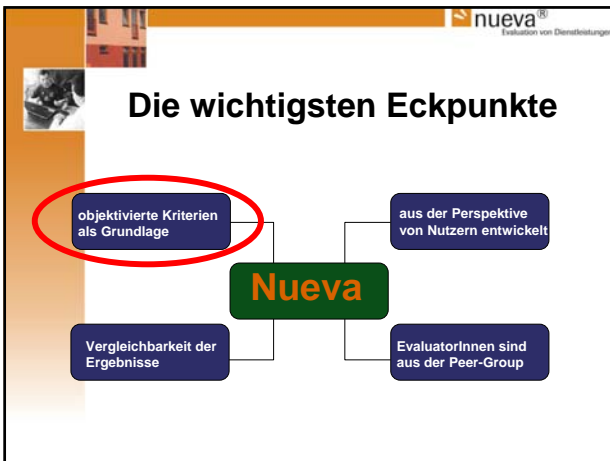 nueva®
Evaluation von Dienstleistungen
Die wichtigsten Eckpunkte
objektivierte Kriterien
als Grundlage
aus der Perspektive
von Nutzern entwickelt
Nueva
Vergleichbarkeit der
Ergebnisse
EvaluatorInnen sind
aus der Peer-Group